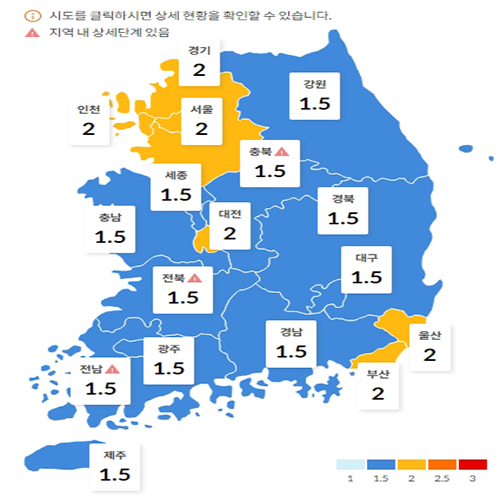 시도를 클릭하시면 상세 현황을 확인할 수 있습니다.
지역 내 상세단계 있음
경기
2
강원
1.5
인천
2
서울
2
충북
1.5
세종
1.5
경북
1.5
충남
1.5
대전
2
대구
1.5
전북
1.5
경남
1.5
울산
2
광주
1.5
전남
1.5
부산
2
제주
1.5
1 1.5 2 2.5 3